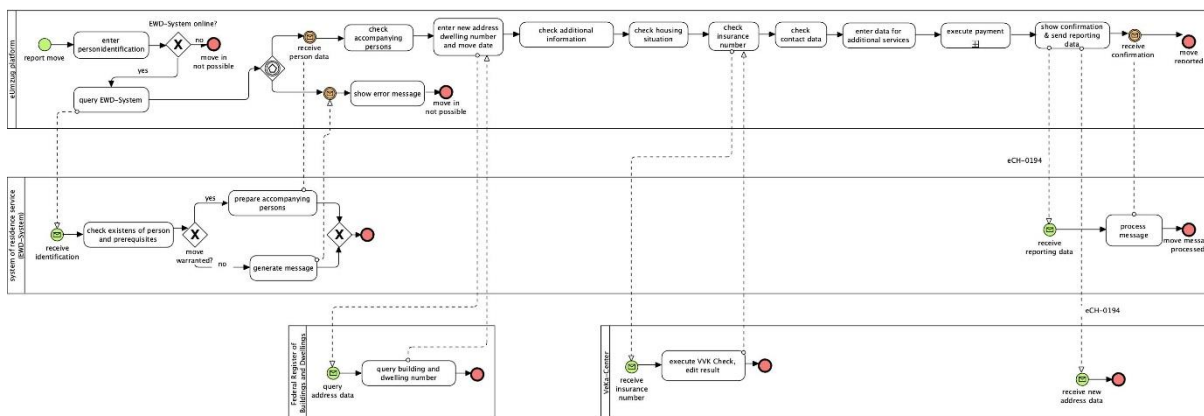 eUmzug platform
EWD-System online?
report move
enter
personidentification
no
move in
not possible
yes
query EWD-System
receive
person data
check
accompanying
persons
show error message
move in
not possible
enter new address
dwelling number
and move date
check additional
information
check housing
situation
check
insurance
number
check
contact data
enter data for
additional services
execute payment
show confirmation
& send reporting
data
receive
confirmation
move
reported
system of residence service
(EWD-System)
receive
identification
check existens of person
and prerequisites
move
warranted?
yes
no
prepare accompanying
persons
generate message
eCH-0194
receive
reporting data
process
message
move messag
processed
Federal Register of
Buildings and Dwellings
query
address data
query building and
dwelling number
VeKa-Center
receive
insurance
number
execute VVK Check,
edit result
eCH-0194
receive new
address data